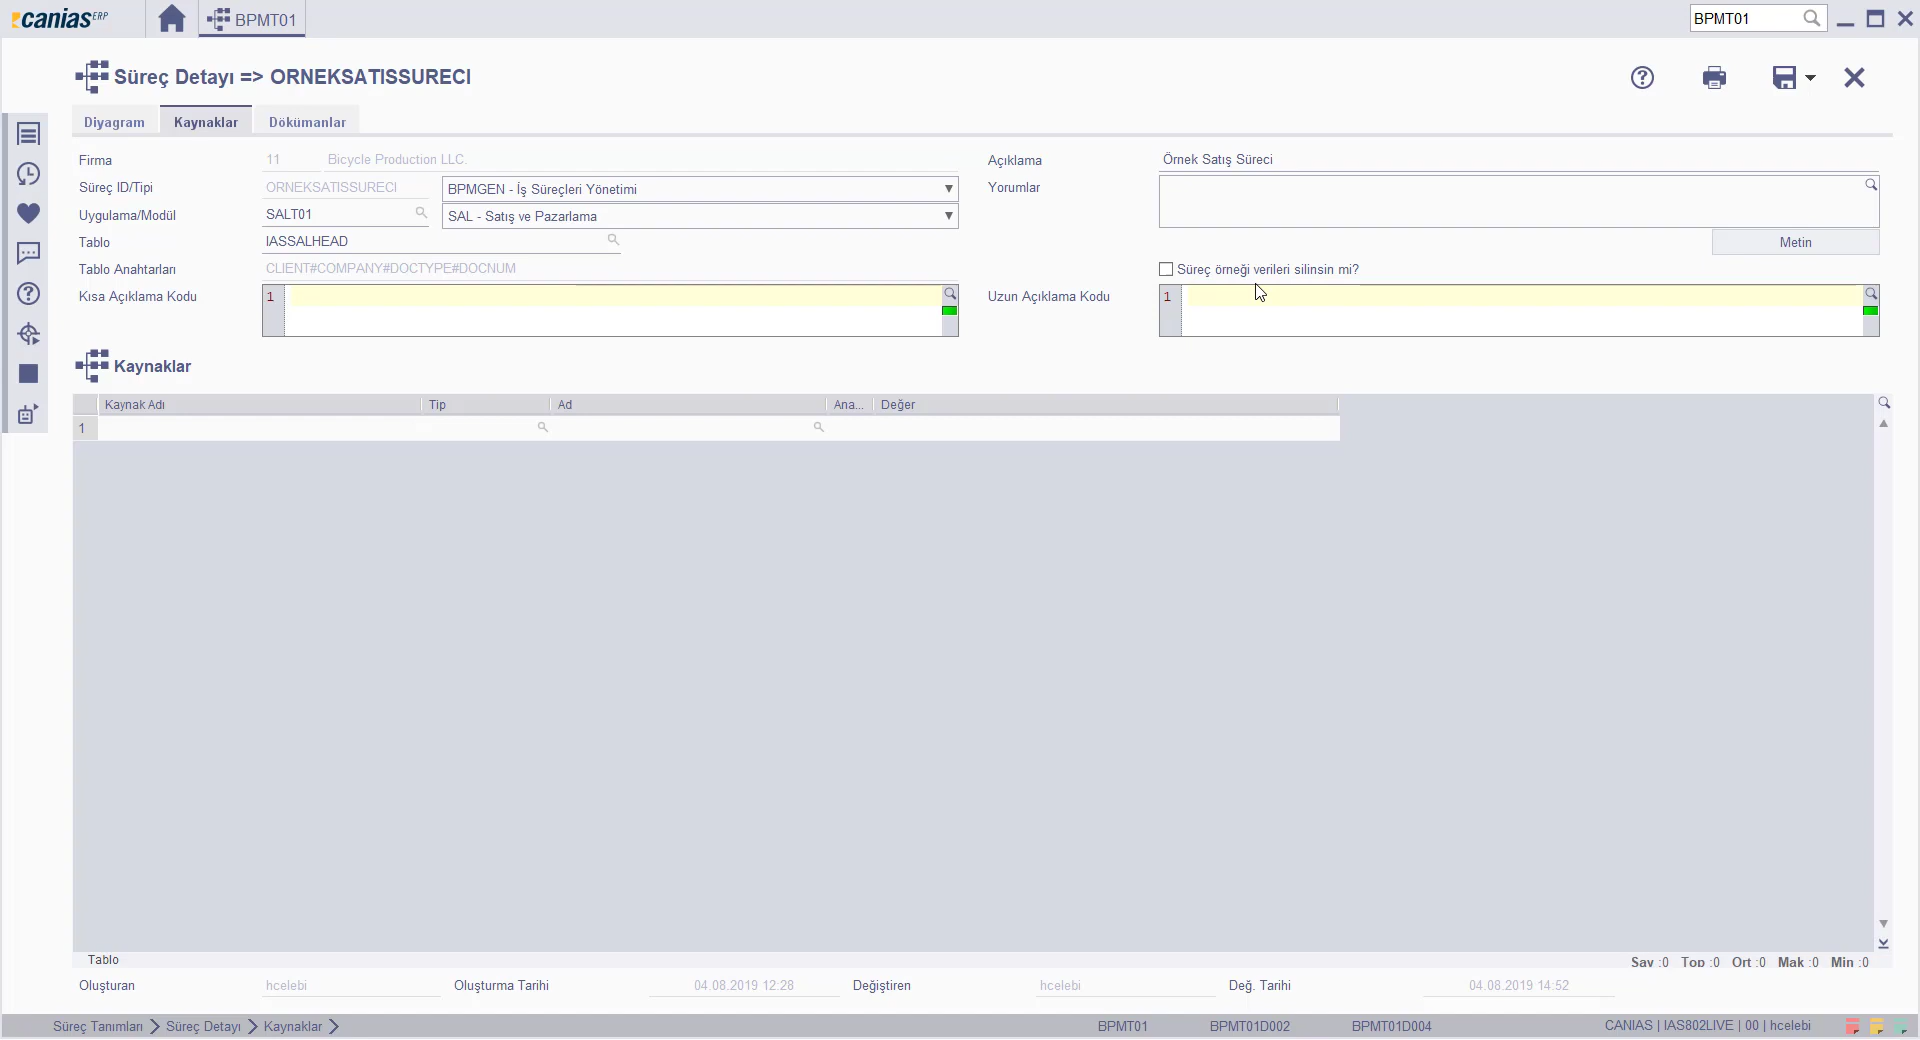 canias ERP
BPMT01
BPMT01
Süreç Detayı => ORNEKSATISSURECI
Diyagram
Kaynaklar
Dökümanlar
Firma
11
Bicycle Production LLC.
Açıklama
Örnek Satış Süreci
Süreç ID/Tipi
ORNEKSATISSURECI
BPMGEN - İş Süreçleri Yönetimi
Yorumlar
Uygulama/Modül
SALT01
SAL - Satış ve Pazarlama
Tablo
IASSALHEAD
Metin
Tablo Anahtarları
CLIENT#COMPANY#DOCTYPE#DOCNUM
Süreç örneği verileri silinsin mi?
Kısa Açıklama Kodu
1
Uzun Açıklama Kodu
1
Kaynaklar
Kaynak Adı
Tip
Ad
Ana...
Değer
1
Tablo
Say :0 Top :0 Ort :0 Mak :0 Min :0
Oluşturan
hcelebi
Oluşturma Tarihi
04.08.2019 12:28
Değiştiren
hcelebi
Değ. Tarihi
04.08.2019 14:52
Süreç Tanımları
Süreç Detayı
Kaynaklar
BPMT01
BPMT01D002
BPMT01D004
CANIAS | IAS802LIVE | 00 | hcelebi